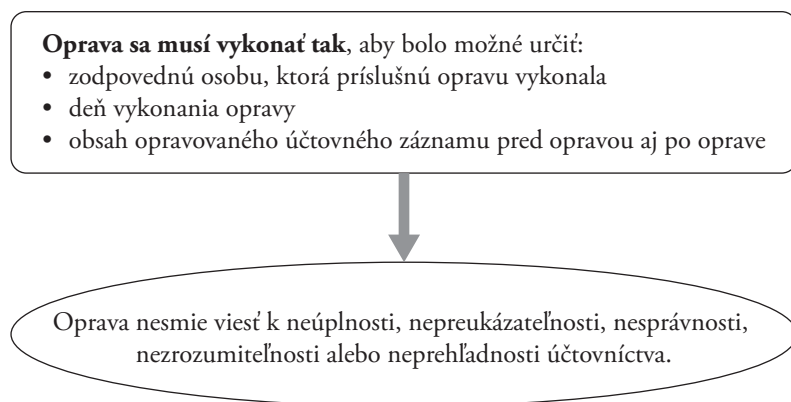 Oprava sa musí vykonať tak, aby bolo možné určiť:
• zodpovednú osobu, ktorá príslušnú opravu vykonala
• deň vykonania opravy
• obsah opravovaného účtovného záznamu pred opravou aj po oprave
Oprava nesmie viesť k neúplnosti, nepreukázateľnosti, nesprávnosti,
nezrozumiteľnosti alebo neprehľadnosti účtovníctva.